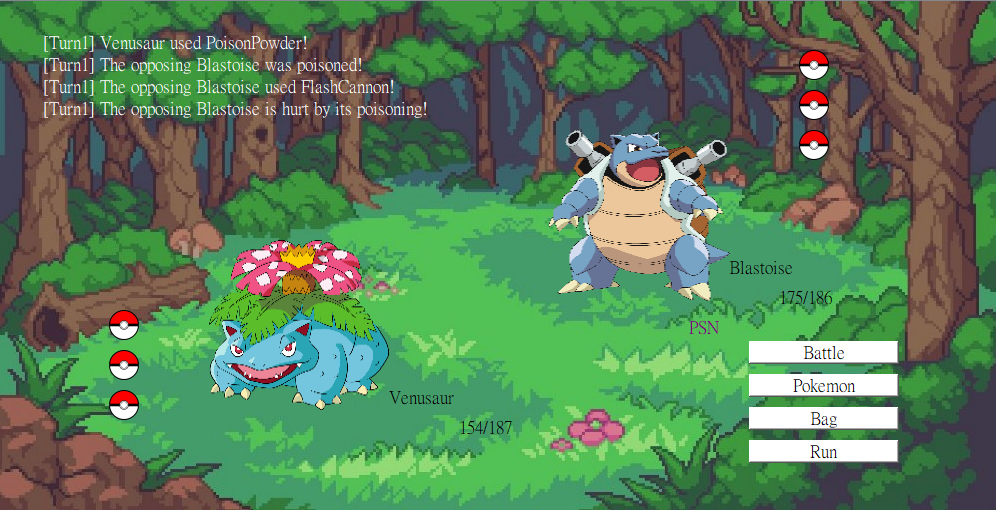 [Turn1] Venusaur used PoisonPowder!
[Turn1] The opposing Blastoise was poisoned!
[Turn1] The opposing Blastoise used FlashCannon!
[Turn1] The opposing Blastoise is hurt by its poisoning!
Blastoise
175/186
PSN
Venusaur
154/187
Battle
Pokemon
Bag
Run